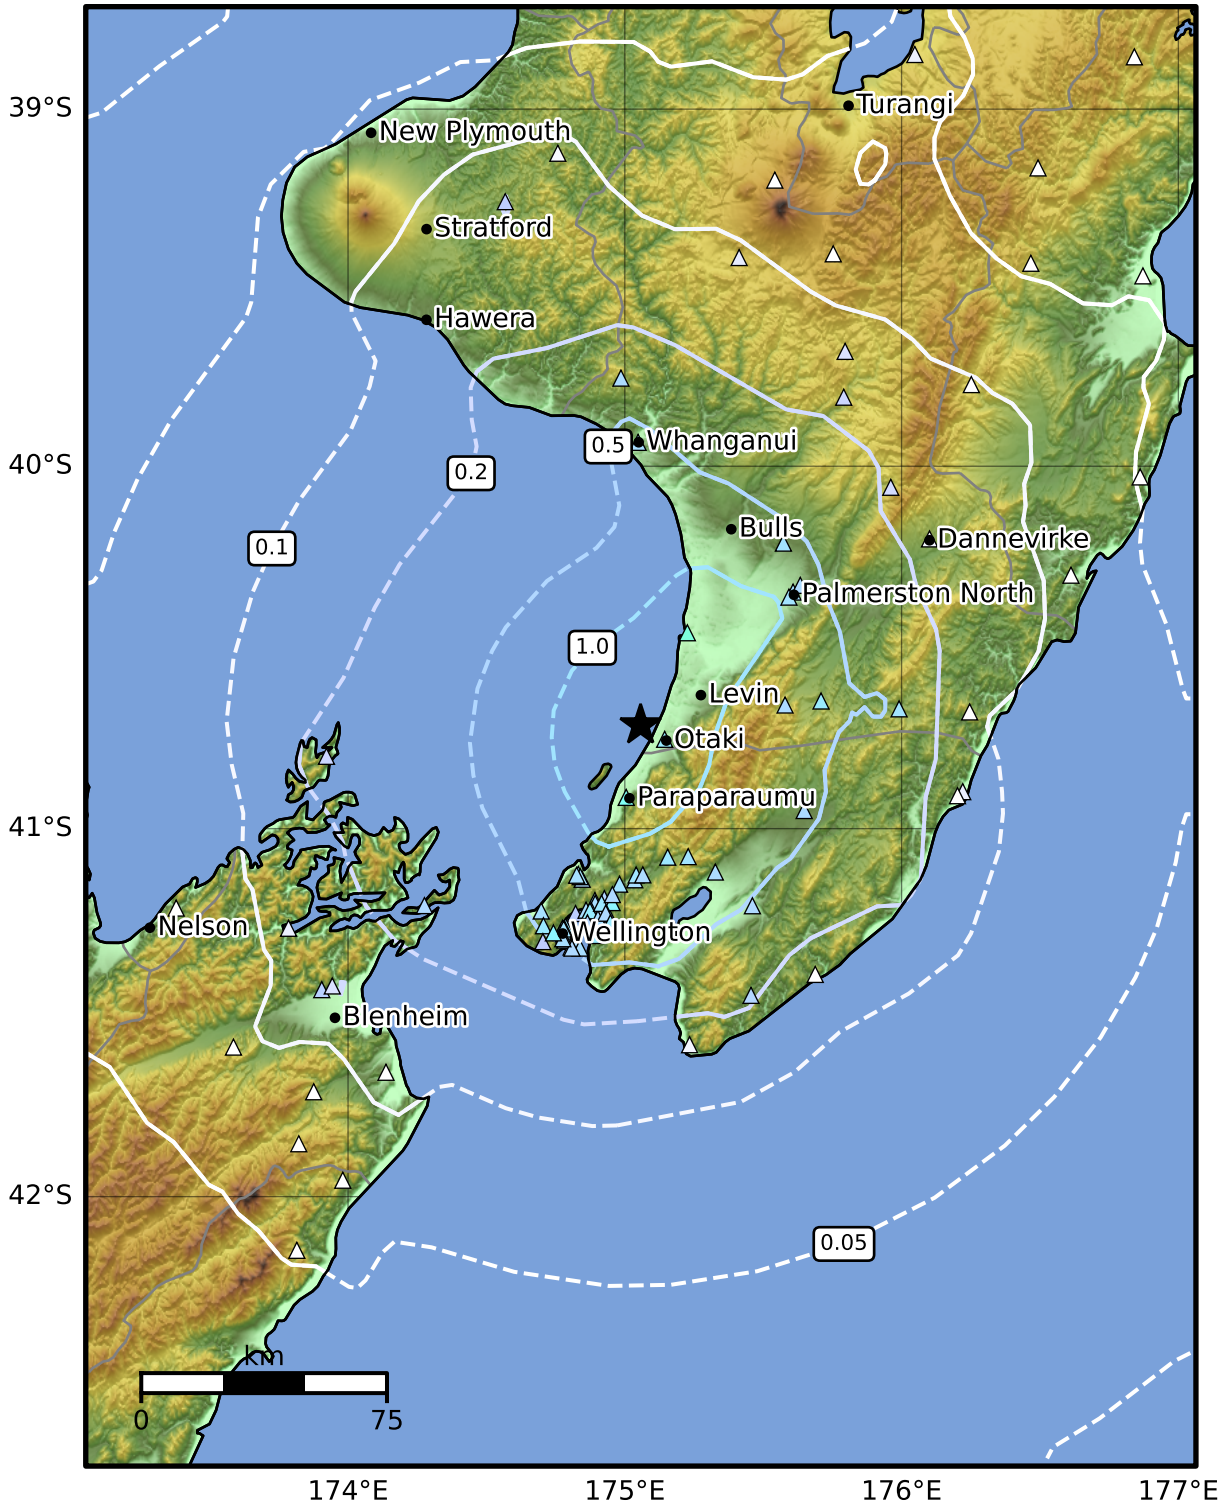 39°S
Turangi
New Plymouth
Stratford
Hawera
Whanganui
0.5
40°S
0.2
Bulls
Dannevirke
0.1
Palmerston North
1.0
Levin
Otaki
Paraparaumu
41°S
Nelson
Wellington
Blenheim
42°S
0.05
km
0
75
174°E
175°E
176°E
177°E